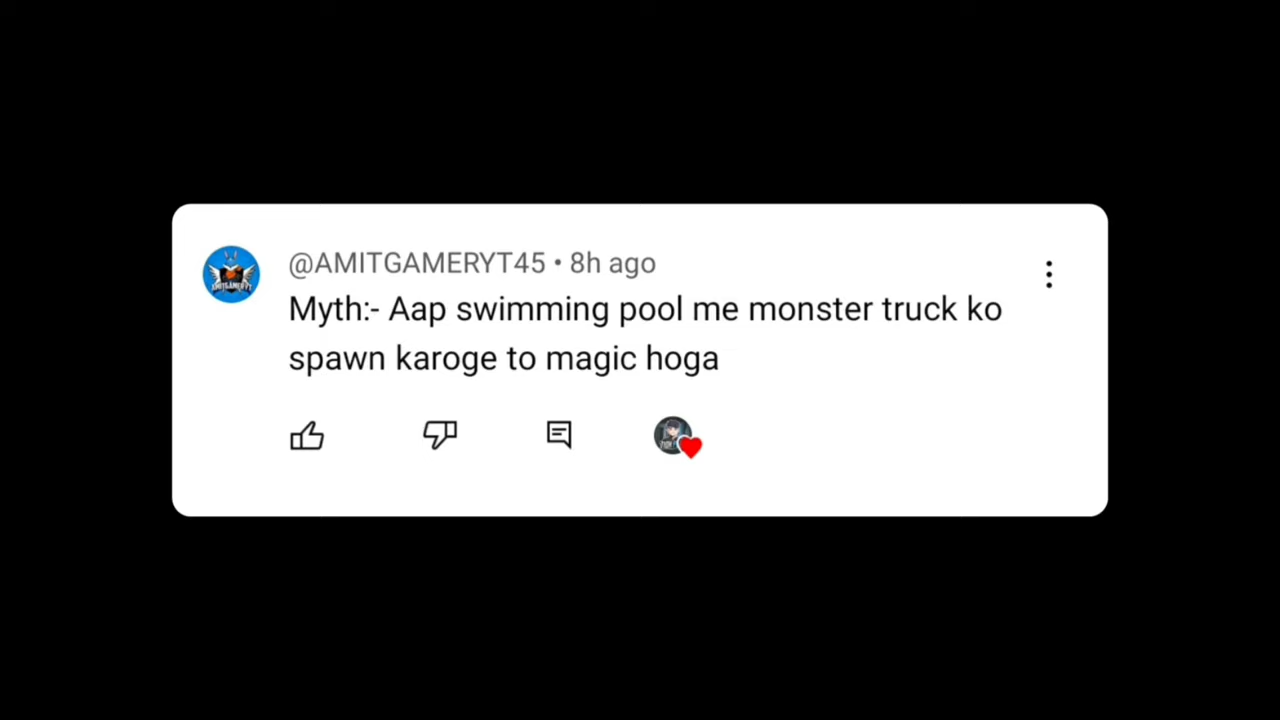 @AMITGAMERYT45 • 8h ago
Myth:- Aap swimming pool me monster truck ko
spawn karoge to magic hoga